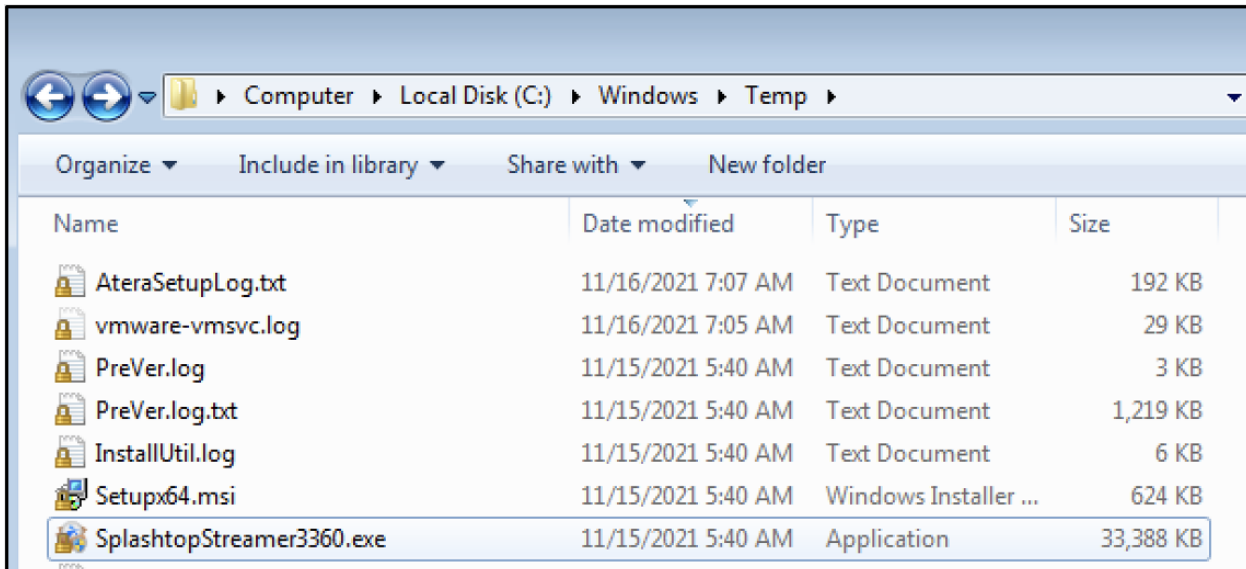 Computer Local Disk (C:) Windows Temp
Organize Include in library Share with New folder
Name Date modified Type Size
AteraSetupLog.txt 11/16/2021 7:07 AM Text Document 192 KB
vmware-vmsvc.log 11/16/2021 7:05 AM Text Document 29 KB
PreVer.log 11/15/2021 5:40 AM Text Document 3 KB
PreVer.log.txt 11/15/2021 5:40 AM Text Document 1,219 KB
InstallUtil.log 11/15/2021 5:40 AM Text Document 6 KB
Setupx64.msi 11/15/2021 5:40 AM Windows Installer ... 624 KB
SplashtopStreamer3360.exe 11/15/2021 5:40 AM Application 33,388 KB